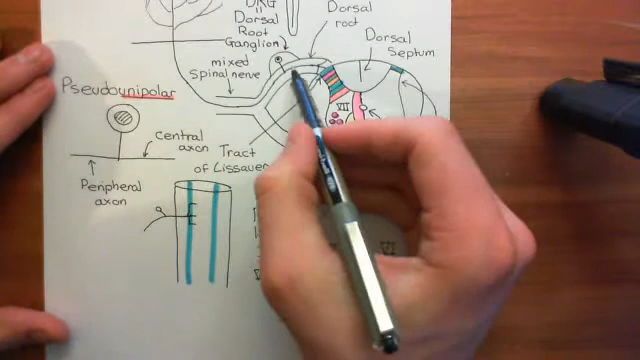 DRG
=
Dorsal
Root
Ganglion
Dorsal
root
Dorsal
Septum
mixed
Spinal nerve
Pseudounipolar
Central
axon
Peripheral
axon
Tract
of Lissauer
VII
VI